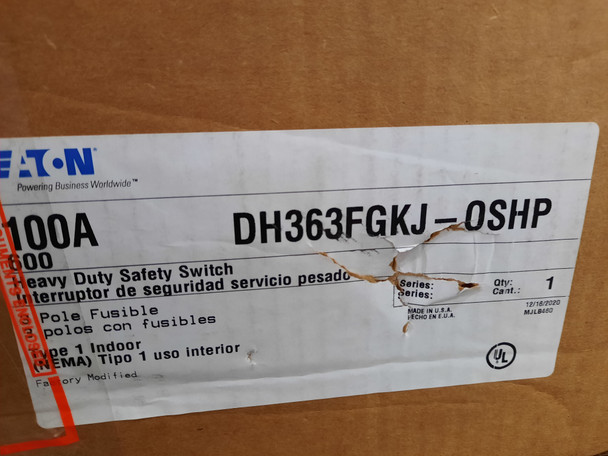 EATON
Powering Business Worldwide™
100A DH363FGKJ-OSHP
600
Heavy Duty Safety Switch
Interruptor de seguridad servicio pesado
Series:
Series:
Qty:
Cant.:
1
MADE IN U.S.A.
HECHO EN E.U.A.
12/18/2020
MJLB460
Pole Fusible
polos con fusibles
Type 1 Indoor
(NEMA) Tipo 1 uso interior
Factory Modified
UL